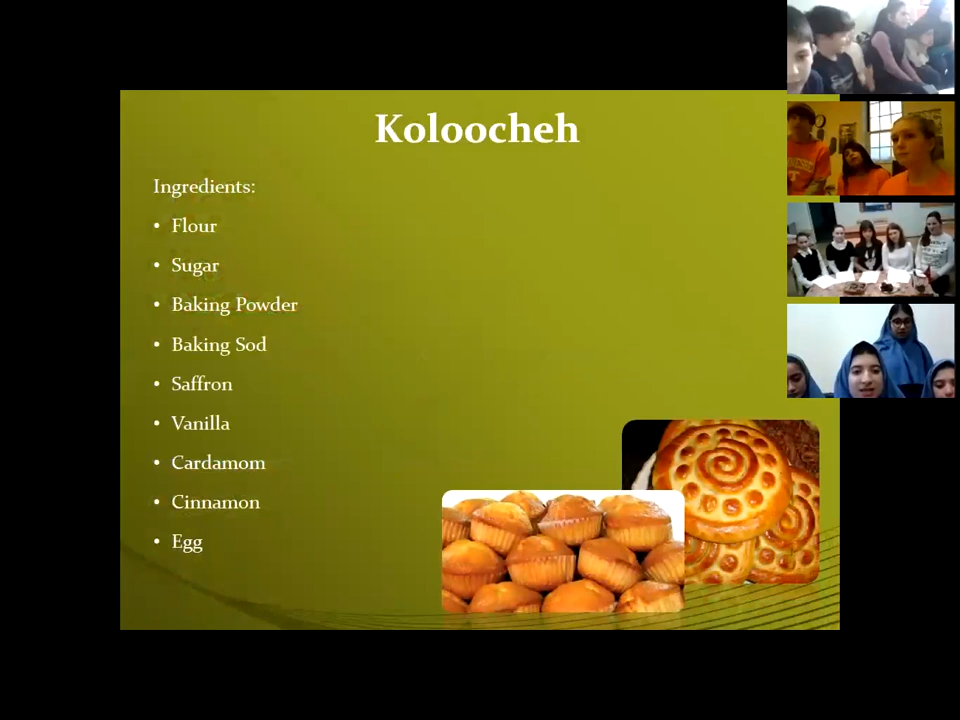 Koloocheh
Ingredients:
• Flour
• Sugar
• Baking Powder
• Baking Sod
• Saffron
• Vanilla
• Cardamom
• Cinnamon
• Egg